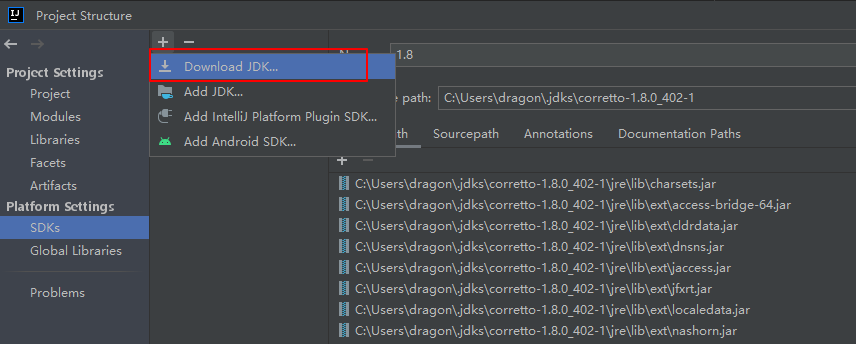 IJ Project Structure
Project Settings
Project
Modules
Libraries
Facets
Artifacts
Platform Settings
SDKs
Global Libraries
Problems
Download JDK...
Add JDK...
Add IntelliJ Platform Plugin SDK...
Add Android SDK...
1.8
path: C:\Users\dragon\.jdks\corretto-1.8.0_402-1
Sourcepath Annotations Documentation Paths
C:\Users\dragon\.jdks\corretto-1.8.0_402-1\jre\lib\charsets.jar
C:\Users\dragon\.jdks\corretto-1.8.0_402-1\jre\lib\ext\access-bridge-64.jar
C:\Users\dragon\.jdks\corretto-1.8.0_402-1\jre\lib\ext\cldrdata.jar
C:\Users\dragon\.jdks\corretto-1.8.0_402-1\jre\lib\ext\dnsns.jar
C:\Users\dragon\.jdks\corretto-1.8.0_402-1\jre\lib\ext\jaccess.jar
C:\Users\dragon\.jdks\corretto-1.8.0_402-1\jre\lib\ext\jfxrt.jar
C:\Users\dragon\.jdks\corretto-1.8.0_402-1\jre\lib\ext\localedata.jar
C:\Users\dragon\.jdks\corretto-1.8.0_402-1\jre\lib\ext\nashorn.jar